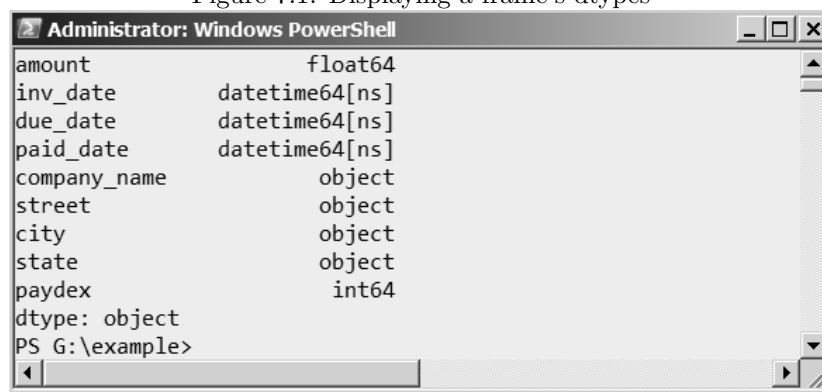 Figure 7.1: Displaying a frame's dtypes
Administrator: Windows PowerShell
amount float64
inv_date datetime64[ns]
due_date datetime64[ns]
paid_date datetime64[ns]
company_name object
street object
city object
state object
paydex int64
dtype: object
PS G:\example>